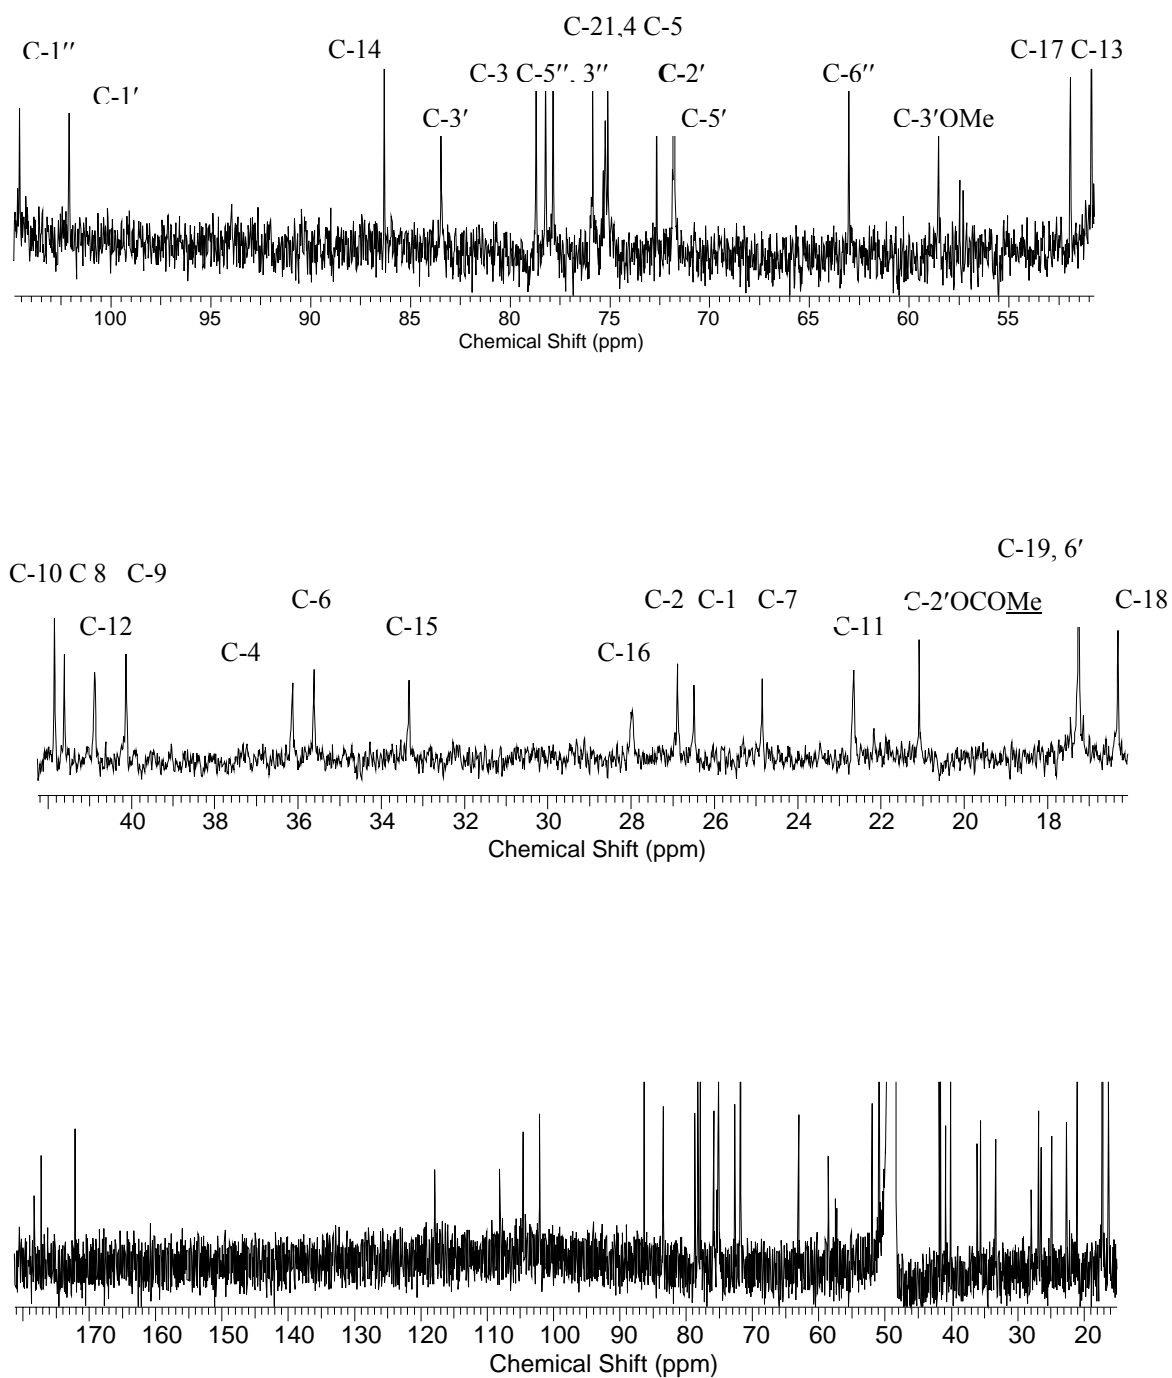 C-21,4 C-5
C-1′′ C-14 C-17 C-13
C-3 C-5′′, 3′′ C-2′ C-6′′
C-1′ C-3′ C-5′ C-3′OMe
100 95 90 85 80 75 70 65 60 55
Chemical Shift (ppm)
C-19, 6′
C-10 C 8 C-9
C-6 C-2 C-1 C-7 C-2′OCOMe C-18
C-12 C-15 C-11
C-4 C-16
40 38 36 34 32 30 28 26 24 22 20 18
Chemical Shift (ppm)
170 160 150 140 130 120 110 100 90 80 70 60 50 40 30 20
Chemical Shift (ppm)